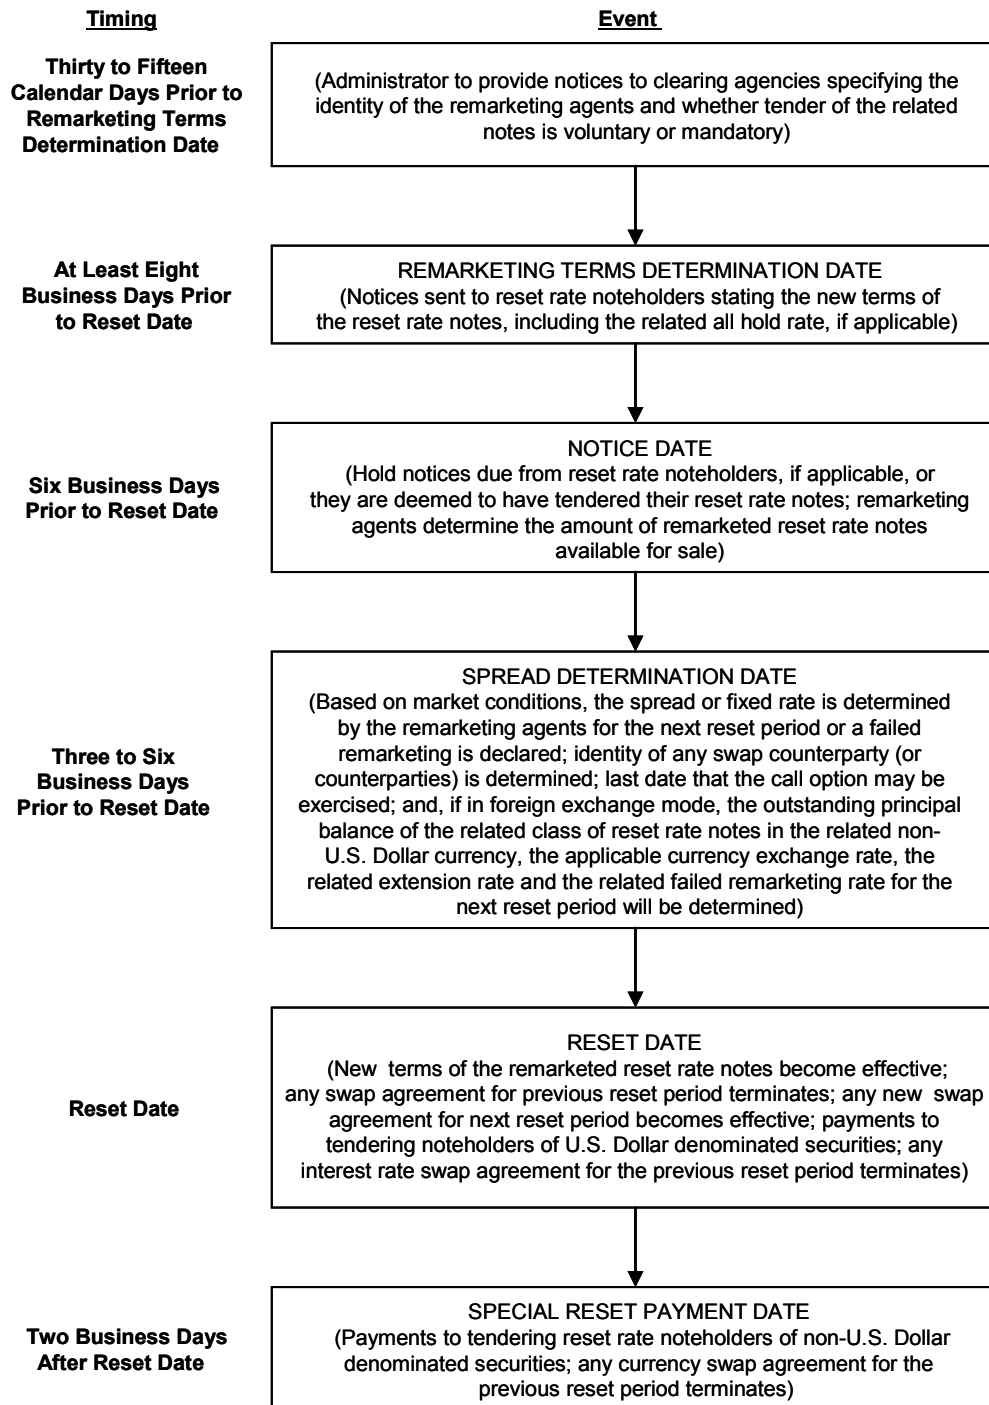 Timing
Event
Thirty to Fifteen
Calendar Days Prior to
Remarketing Terms
Determination Date
(Administrator to provide notices to clearing agencies specifying the
identity of the remarketing agents and whether tender of the related
notes is voluntary or mandatory)
At Least Eight
Business Days Prior
to Reset Date
REMARKETING TERMS DETERMINATION DATE
(Notices sent to reset rate noteholders stating the new terms of
the reset rate notes, including the related all hold rate, if applicable)
Six Business Days
Prior to Reset Date
NOTICE DATE
(Hold notices due from reset rate noteholders, if applicable, or
they are deemed to have tendered their reset rate notes; remarketing
agents determine the amount of remarketed reset rate notes
available for sale)
Three to Six
Business Days
Prior to Reset Date
SPREAD DETERMINATION DATE
(Based on market conditions, the spread or fixed rate is determined
by the remarketing agents for the next reset period or a failed
remarketing is declared; identity of any swap counterparty (or
counterparties) is determined; last date that the call option may be
exercised; and, if in foreign exchange mode, the outstanding principal
balance of the related class of reset rate notes in the related non-
U.S. Dollar currency, the applicable currency exchange rate, the
related extension rate and the related failed remarketing rate for the
next reset period will be determined)
Reset Date
RESET DATE
(New terms of the remarketed reset rate notes become effective;
any swap agreement for previous reset period terminates; any new swap
agreement for next reset period becomes effective; payments to
tendering noteholders of U.S. Dollar denominated securities; any
interest rate swap agreement for the previous reset period terminates)
Two Business Days
After Reset Date
SPECIAL RESET PAYMENT DATE
(Payments to tendering reset rate noteholders of non-U.S. Dollar
denominated securities; any currency swap agreement for the
previous reset period terminates)